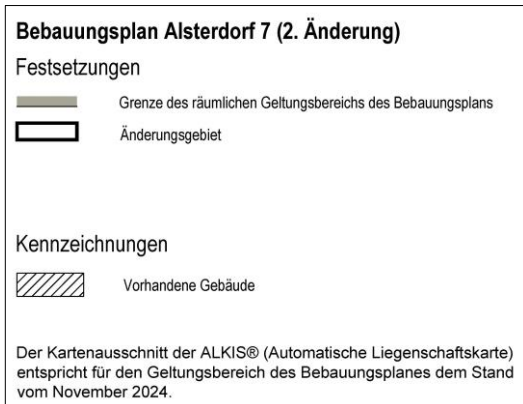 Bebauungsplan Alsterdorf 7 (2. Änderung)
Festsetzungen
Grenze des räumlichen Geltungsbereichs des Bebauungsplans
Änderungsgebiet
Kennzeichnungen
Vorhandene Gebäude
Der Kartenausschnitt der ALKIS® (Automatische Liegenschaftskarte)
entspricht für den Geltungsbereich des Bebauungsplanes dem Stand
vom November 2024.